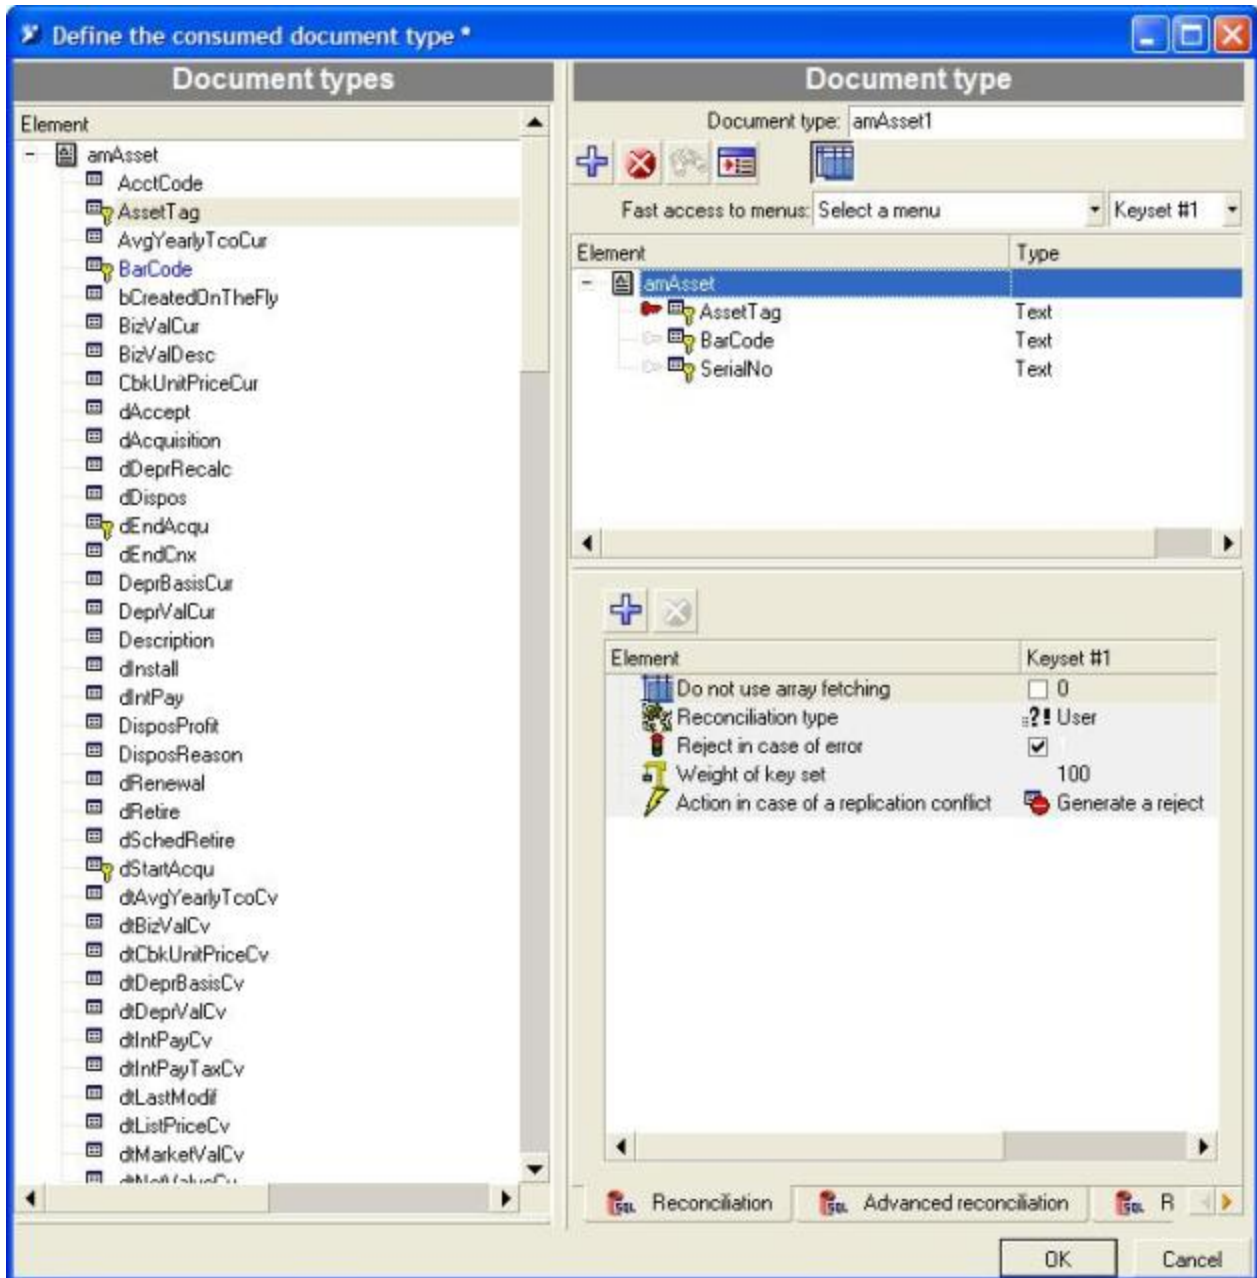 Define the consumed document type *
Document types
Element
amAsset
AcctCode
AssetTag
AvgYearlyTcoCur
BarCode
bCreatedOnTheFly
BizValCur
BizValDesc
CbkUnitPriceCur
dAccept
dAcquisition
dDeprRecalc
dDispos
dEndAcqu
dEndCnx
DeprBasisCur
DeprValCur
Description
dInstall
dIntPay
DisposProfit
DisposReason
dRenewal
dRetire
dSchedRetire
dStartAcqu
dtAvgYearlyTcoCv
dtBizValCv
dtCbkUnitPriceCv
dtDeprBasisCv
dtDeprValCv
dtIntPayCv
dtIntPayTaxCv
dtLastModif
dtListPriceCv
dtMarketValCv
Document type
Document type: amAsset1
Fast access to menus: Select a menu Keyset #1
Element Type
amAsset
AssetTag Text
BarCode Text
SerialNo Text
Element Keyset #1
Do not use array fetching 0
Reconciliation type ?! User
Reject in case of error
Weight of key set 100
Action in case of a replication conflict Generate a reject
SQL Reconciliation SQL Advanced reconciliation SQL R
OK Cancel